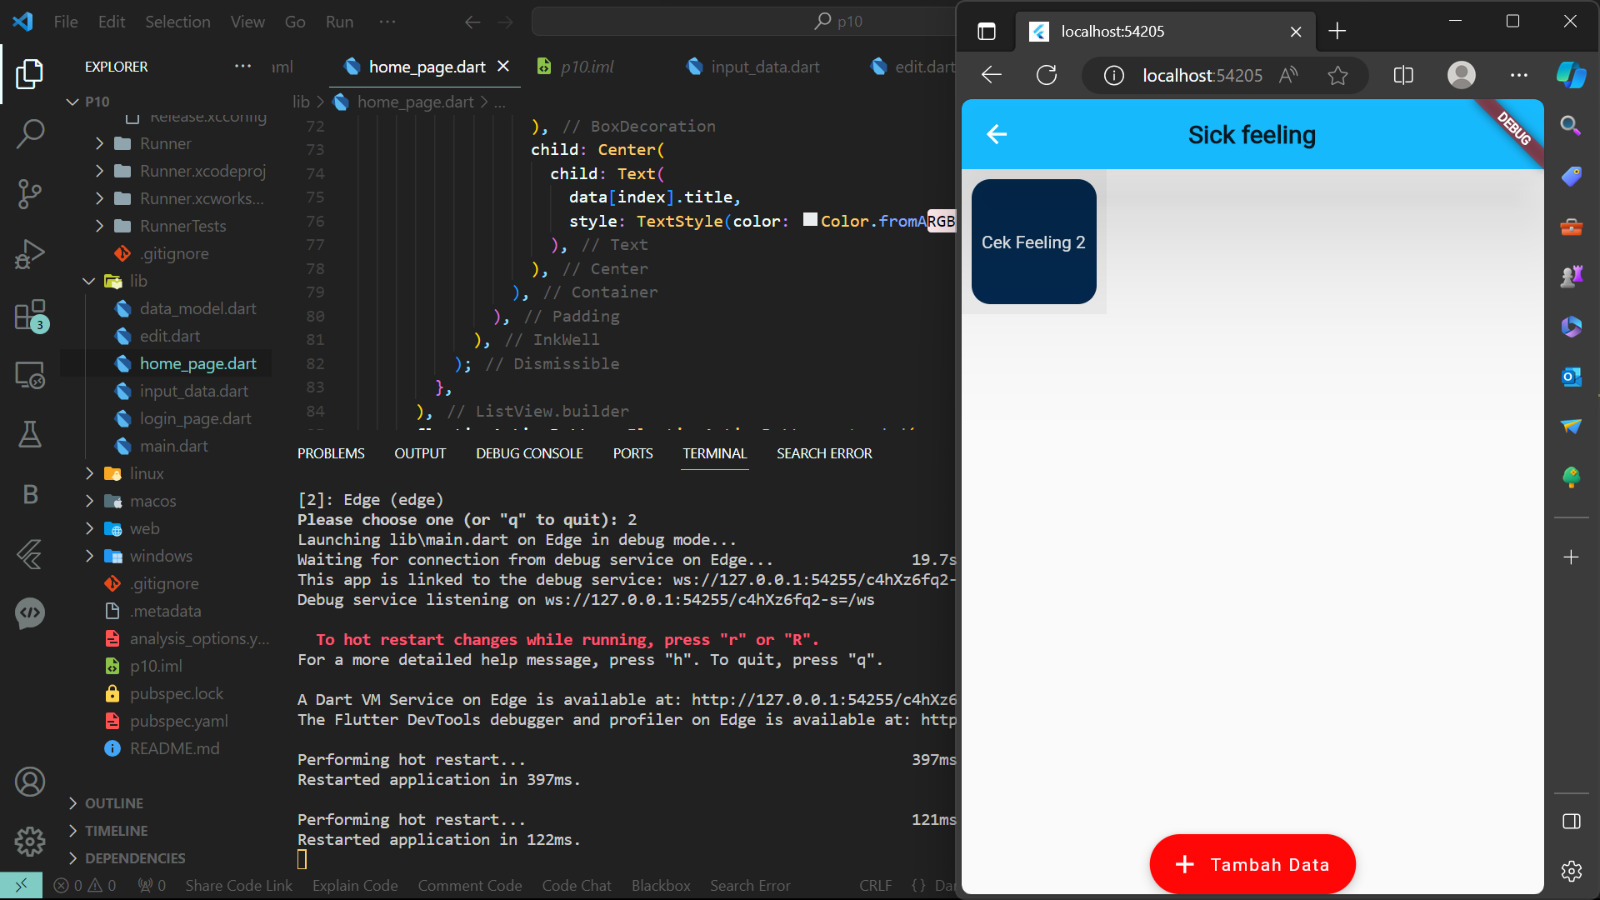 File Edit Selection View Go Run ···
p10
EXPLORER ···
aml
home_page.dart
p10.iml
input_data.dart
edit.dart
P10
Release.xcconfig
Runner
Runner.xcodeproj
Runner.xcworks...
RunnerTests
.gitignore
lib
data_model.dart
edit.dart
home_page.dart
input_data.dart
login_page.dart
main.dart
linux
macos
web
windows
.gitignore
.metadata
analysis_options.y...
p10.iml
pubspec.lock
pubspec.yaml
README.md
OUTLINE
TIMELINE
DEPENDENCIES
3
B
lib > home_page.dart > ...
72 ), // BoxDecoration
73 child: Center(
74 child: Text(
75 data[index].title,
76 style: TextStyle(color: Color.fromARGB
77 ), // Text
78 ), // Center
79 ), // Container
80 ), // Padding
81 ), // InkWell
82 ); // Dismissible
83 },
84 ), // ListView.builder
PROBLEMS OUTPUT DEBUG CONSOLE PORTS TERMINAL SEARCH ERROR
[2]: Edge (edge)
Please choose one (or "q" to quit): 2
Launching lib\main.dart on Edge in debug mode...
Waiting for connection from debug service on Edge... 19.7s
This app is linked to the debug service: ws://127.0.0.1:54255/c4hXz6fq2-
Debug service listening on ws://127.0.0.1:54255/c4hXz6fq2-s=/ws
To hot restart changes while running, press "r" or "R".
For a more detailed help message, press "h". To quit, press "q".
A Dart VM Service on Edge is available at: http://127.0.0.1:54255/c4hXz6
The Flutter DevTools debugger and profiler on Edge is available at: http
Performing hot restart... 397ms
Restarted application in 397ms.
Performing hot restart... 121ms
Restarted application in 122ms.
0 0 0 Share Code Link Explain Code Comment Code Code Chat Blackbox Search Error CRLF {} Da
localhost:54205
localhost:54205
Sick feeling
DEBUG
Cek Feeling 2
+ Tambah Data